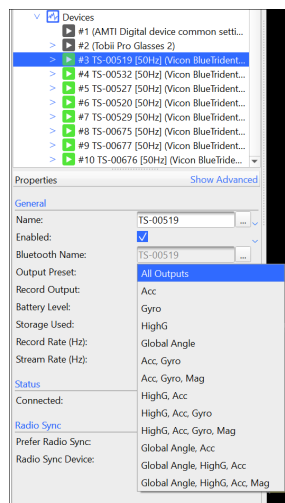 Devices
#1 (AMTI Digital device common setti...
#2 (Tobii Pro Glasses 2)
#3 TS-00519 [50Hz] (Vicon BlueTrident...
#4 TS-00532 [50Hz] (Vicon BlueTrident...
#5 TS-00527 [50Hz] (Vicon BlueTrident...
#6 TS-00520 [50Hz] (Vicon BlueTrident...
#7 TS-00529 [50Hz] (Vicon BlueTrident...
#8 TS-00675 [50Hz] (Vicon BlueTrident...
#9 TS-00677 [50Hz] (Vicon BlueTrident...
#10 TS-00676 [50Hz] (Vicon BlueTride...
Properties Show Advanced
General
Name: TS-00519 ...
Enabled:
Bluetooth Name: TS-00519 ...
Output Preset: All Outputs
Record Output: Acc
Battery Level: Gyro
Storage Used: HighG
Record Rate (Hz): Global Angle
Stream Rate (Hz): Acc, Gyro
Acc, Gyro, Mag
Status
HighG, Acc
Connected: HighG, Acc, Gyro
Radio Sync HighG, Acc, Gyro, Mag
Prefer Radio Sync: Global Angle, Acc
Radio Sync Device: Global Angle, HighG, Acc
Global Angle, HighG, Acc, Mag